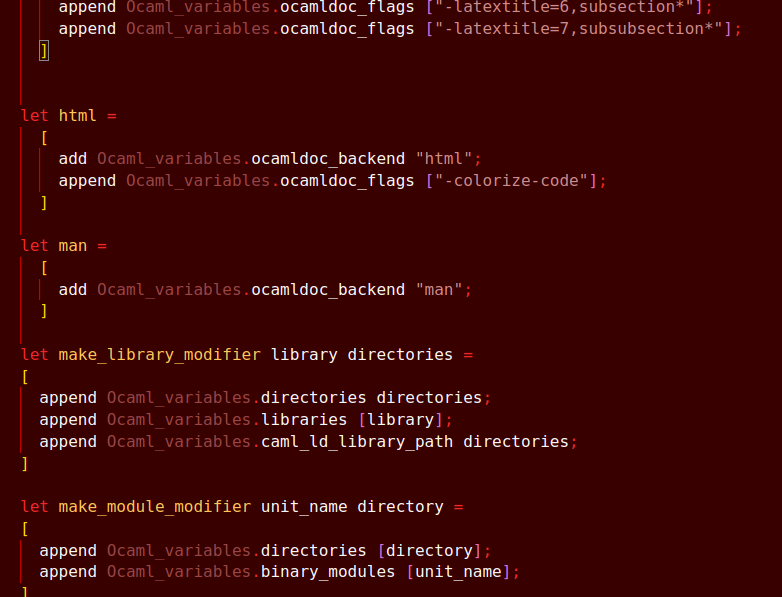 append Ocaml_variables.ocamldoc_flags ["-latextitle=6,subsection*"];
append Ocaml_variables.ocamldoc_flags ["-latextitle=7,subsubsection*"];
]
let html =
[
add Ocaml_variables.ocamldoc_backend "html";
append Ocaml_variables.ocamldoc_flags ["-colorize-code"];
]
let man =
[
add Ocaml_variables.ocamldoc_backend "man";
]
let make_library_modifier library directories =
[
append Ocaml_variables.directories directories;
append Ocaml_variables.libraries [library];
append Ocaml_variables.caml_ld_library_path directories;
]
let make_module_modifier unit_name directory =
[
append Ocaml_variables.directories [directory];
append Ocaml_variables.binary_modules [unit_name];
]